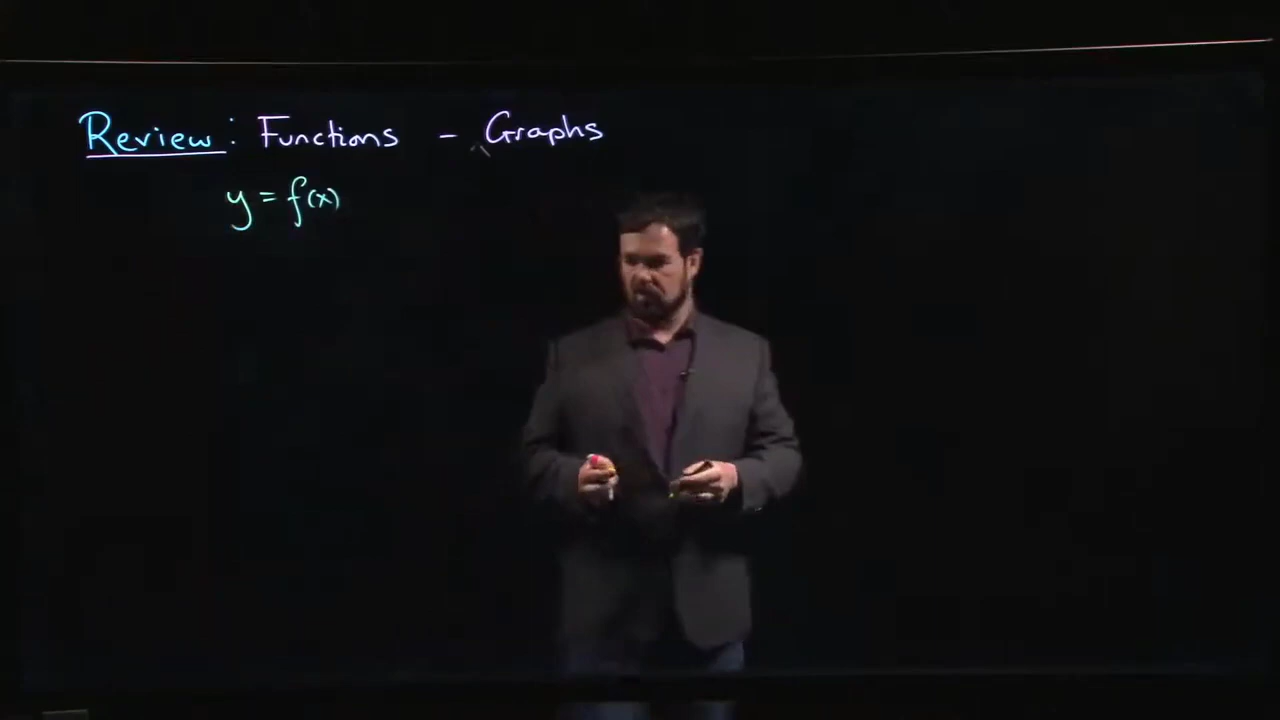 Review: Functions - Graphs
y = f(x)